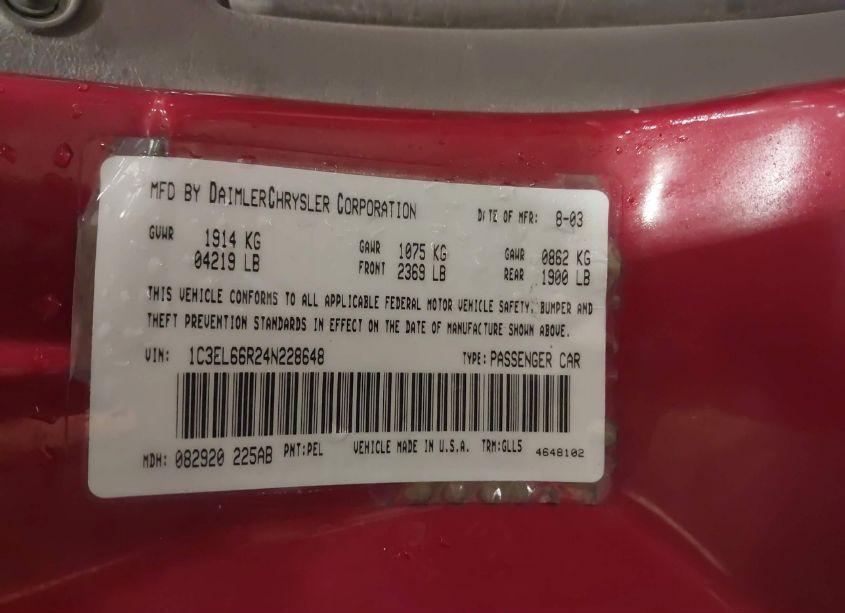 MFD BY DAIMLERCHRYSLER CORPORATION DATE OF MFR: 8-03
GVWR 1914 KG GAWR 1075 KG GAWR 0862 KG
04219 LB FRONT 2369 LB REAR 1900 LB
THIS VEHICLE CONFORMS TO ALL APPLICABLE FEDERAL MOTOR VEHICLE SAFETY, BUMPER AND
THEFT PREVENTION STANDARDS IN EFFECT ON THE DATE OF MANUFACTURE SHOWN ABOVE.
VIN: 1C3EL66R24N228648 TYPE: PASSENGER CAR
MDH: 082920 225AB PNT:PEL VEHICLE MADE IN U.S.A. TRM:GLL5 4648102